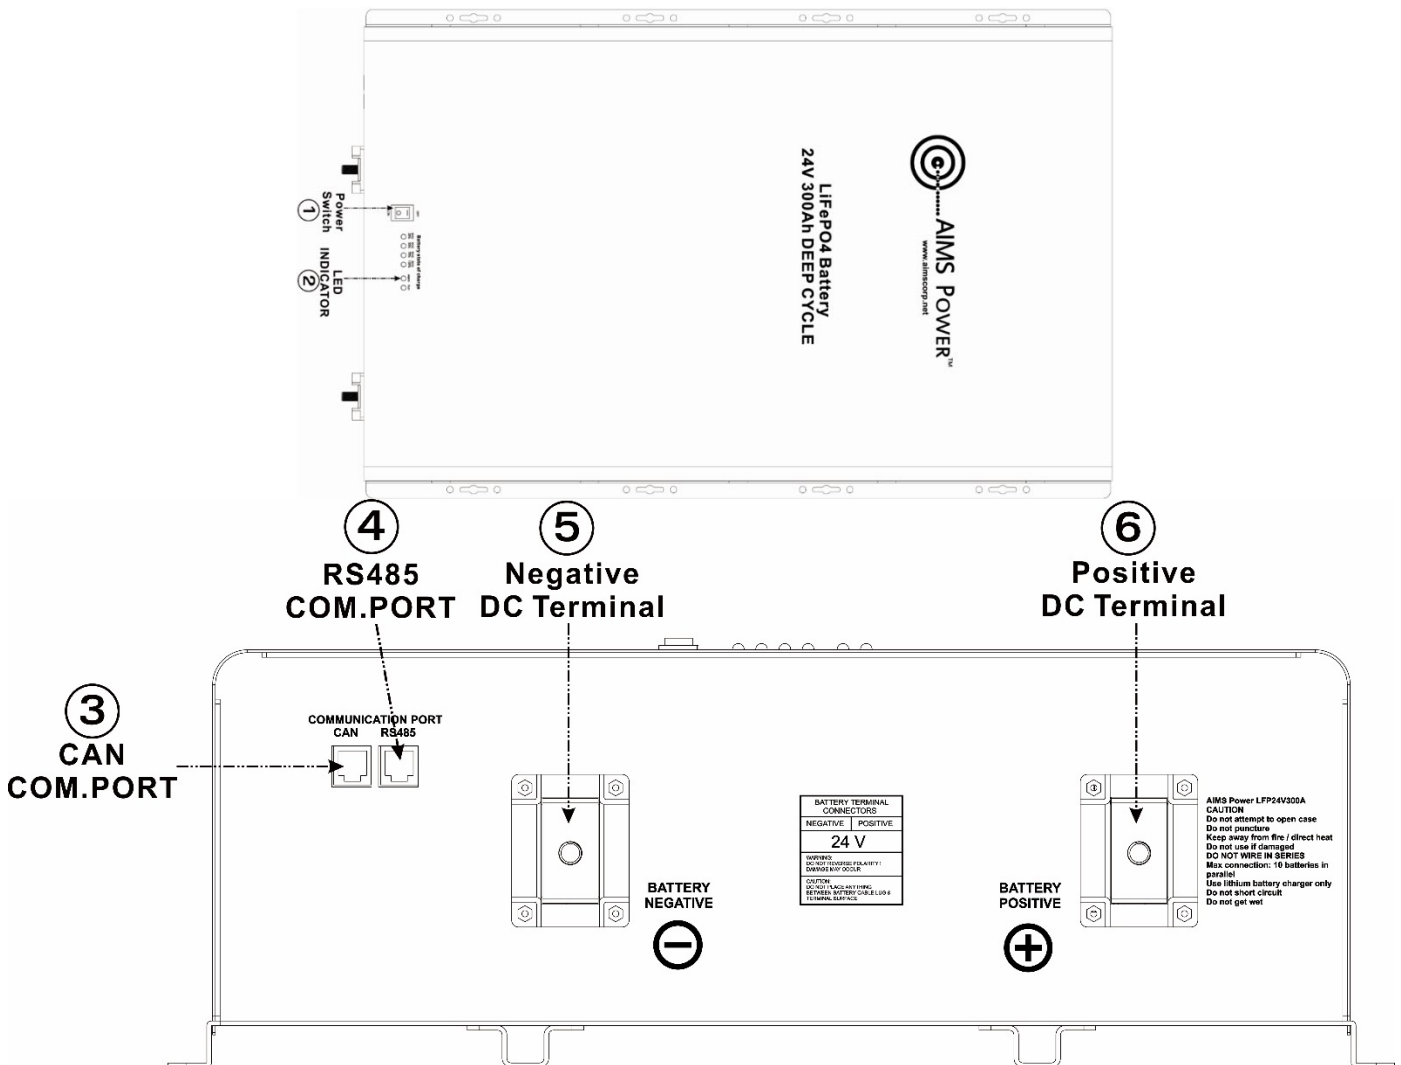 AIMS POWER™
www.aimscorp.net
LiFePO4 Battery
24V 300Ah DEEP CYCLE
Battery state of charge
1
Power
Switch
2
LED
INDICATOR
4
RS485
COM.PORT
5
Negative
DC Terminal
6
Positive
DC Terminal
3
CAN
COM.PORT
COMMUNICATION PORT
CAN RS485
BATTERY
NEGATIVE
−
BATTERY TERMINAL
CONNECTORS
NEGATIVE POSITIVE
24 V
WARNING:
DO NOT REVERSE POLARITY !
DAMAGE MAY OCCUR
CAUTION:
DO NOT PLACE ANYTHING
BETWEEN BATTERY CABLE LUG &
TERMINAL SURFACE
BATTERY
POSITIVE
+
AIMS Power LFP24V300A
CAUTION
Do not attempt to open case
Do not puncture
Keep away from fire / direct heat
Do not use if damaged
DO NOT WIRE IN SERIES
Max connection: 10 batteries in
parallel
Use lithium battery charger only
Do not short circuit
Do not get wet